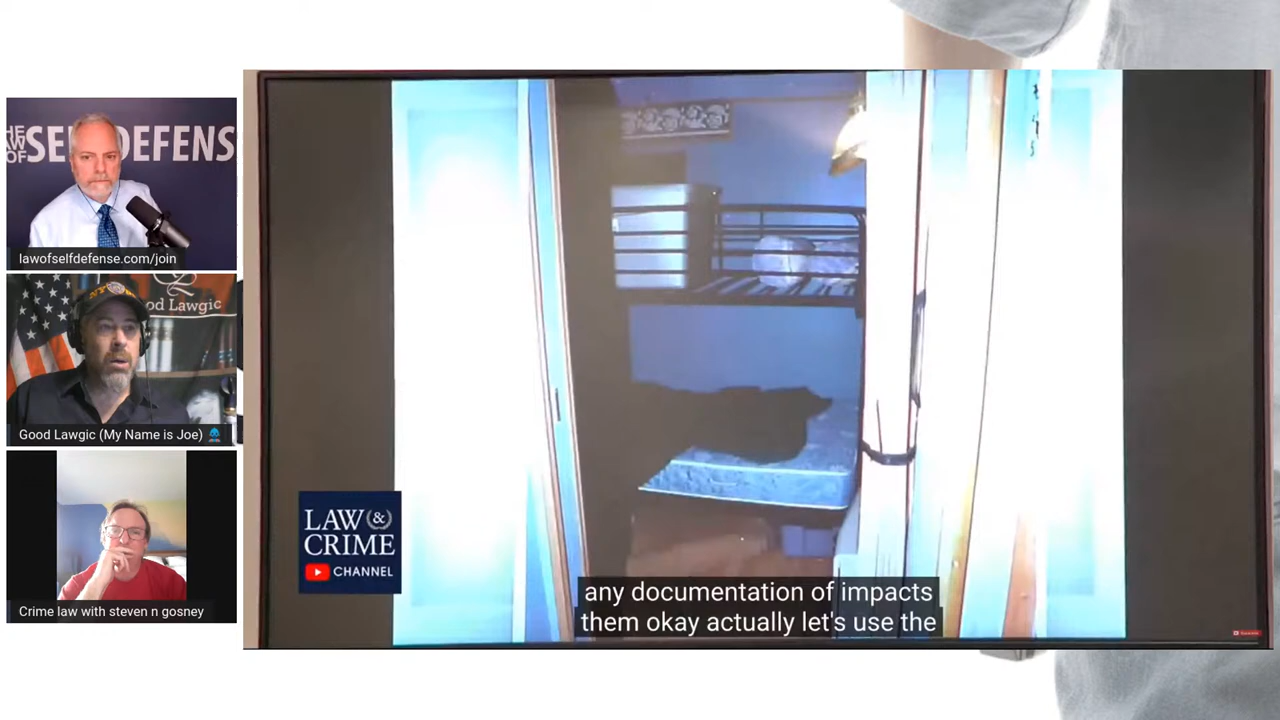 THE LAW OF SELF DEFENSE
lawofselfdefense.com/join
Good Lawgic
Good Lawgic (My Name is Joe)
Crime law with steven n gosney
LAW &
CRIME
CHANNEL
any documentation of impacts
them okay actually let's use the